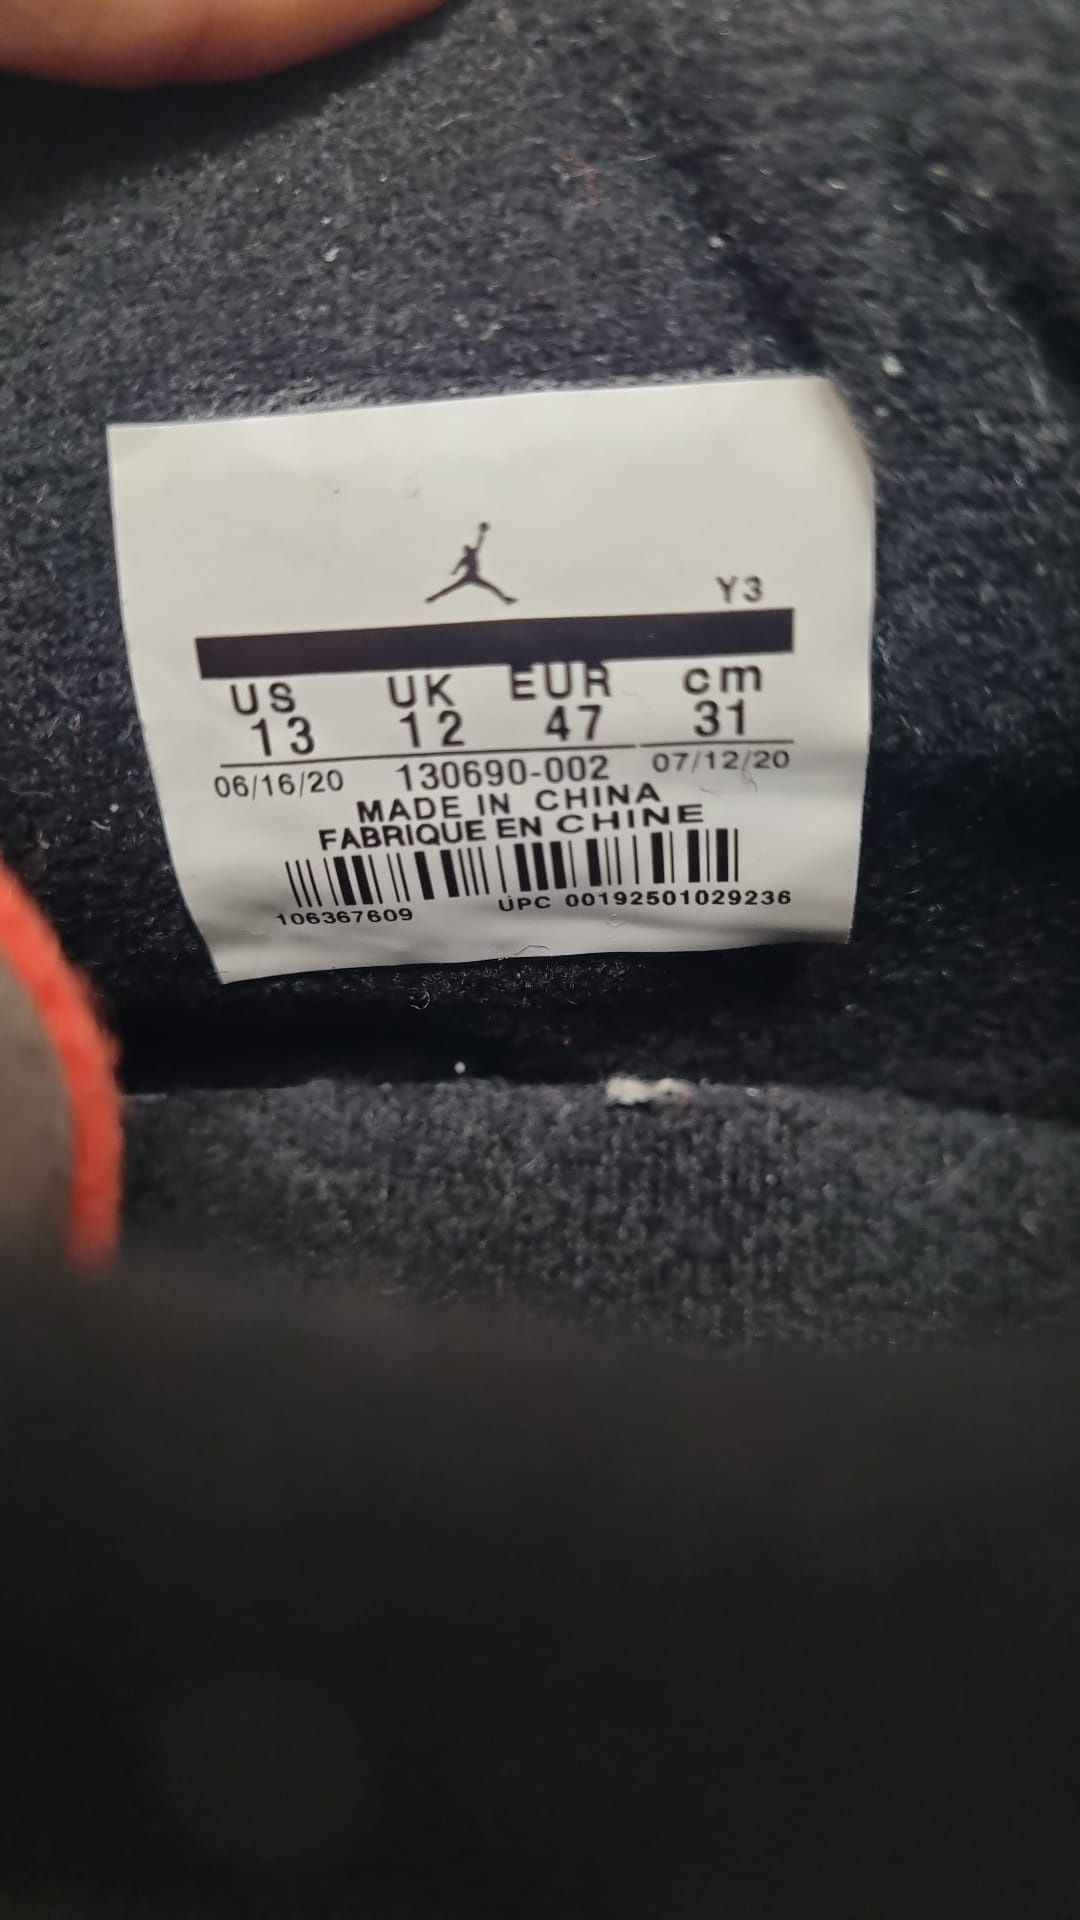 Y3
US UK EUR cm
13 12 47 31
06/16/20 130690-002 07/12/20
MADE IN CHINA
FABRIQUE EN CHINE
106367609 UPC 00192501029236